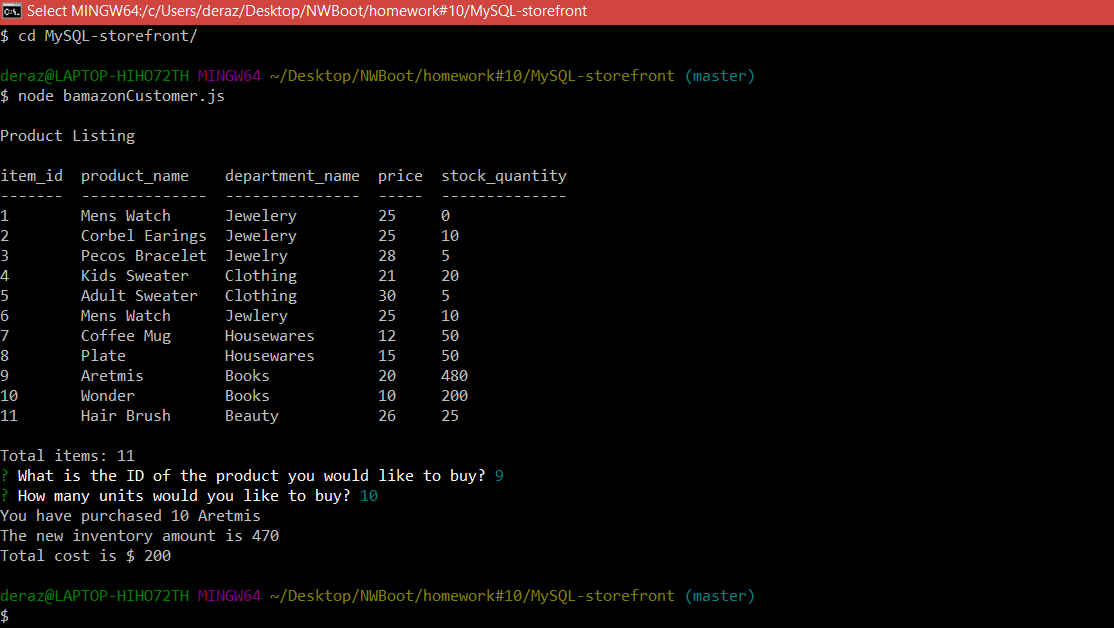 Select MINGW64:/c/Users/deraz/Desktop/NWBoot/homework#10/MySQL-storefront
$ cd MySQL-storefront/
deraz@LAPTOP-HIHO72TH MINGW64 ~/Desktop/NWBoot/homework#10/MySQL-storefront (master)
$ node bamazonCustomer.js
Product Listing
item_id  product_name    department_name  price  stock_quantity
-------  --------------  ---------------  -----  --------------
1        Mens Watch      Jewelery         25     0
2        Corbel Earings  Jewelery         25     10
3        Pecos Bracelet  Jewelry          28     5
4        Kids Sweater    Clothing         21     20
5        Adult Sweater   Clothing         30     5
6        Mens Watch      Jewlery          25     10
7        Coffee Mug      Housewares       12     50
8        Plate           Housewares       15     50
9        Aretmis         Books            20     480
10       Wonder          Books            10     200
11       Hair Brush      Beauty           26     25
Total items: 11
? What is the ID of the product you would like to buy? 9
? How many units would you like to buy? 10
You have purchased 10 Aretmis
The new inventory amount is 470
Total cost is $ 200
deraz@LAPTOP-HIHO72TH MINGW64 ~/Desktop/NWBoot/homework#10/MySQL-storefront (master)
$